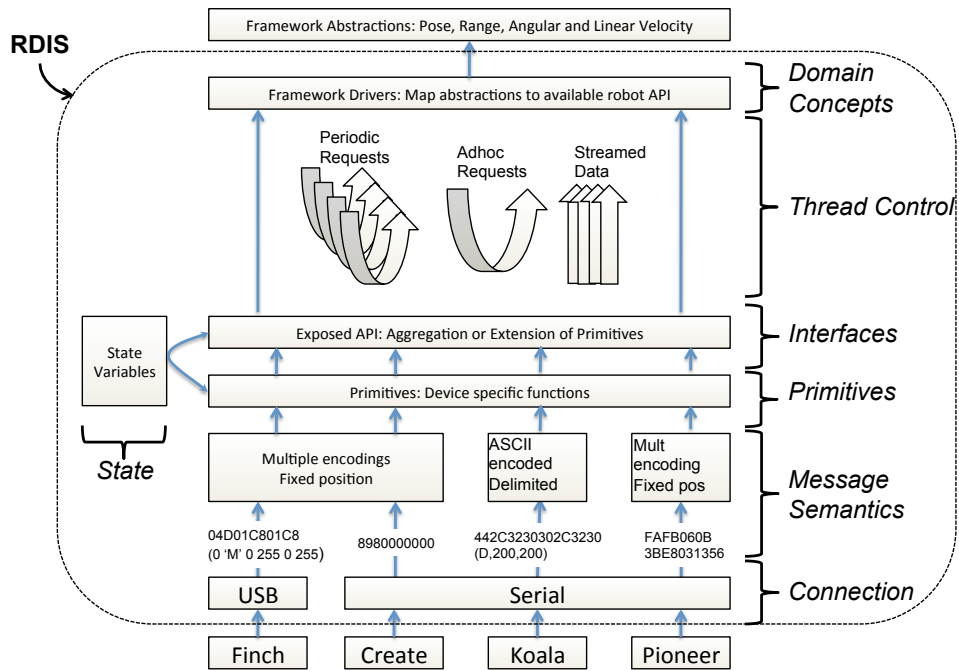 Framework Abstractions: Pose, Range, Angular and Linear Velocity
RDIS
Framework Drivers: Map abstractions to available robot API
Domain
Concepts
Periodic
Requests
Adhoc
Requests
Streamed
Data
Thread Control
State
Variables
Exposed API: Aggregation or Extension of Primitives
Interfaces
Primitives: Device specific functions
Primitives
State
Multiple encodings
Fixed position
ASCII
encoded
Delimited
Mult
encoding
Fixed pos
Message
Semantics
04D01C801C8
(0 ‘M’ 0 255 0 255)
8980000000
442C3230302C3230
(D,200,200)
FAFB060B
3BE8031356
USB
Serial
Connection
Finch
Create
Koala
Pioneer